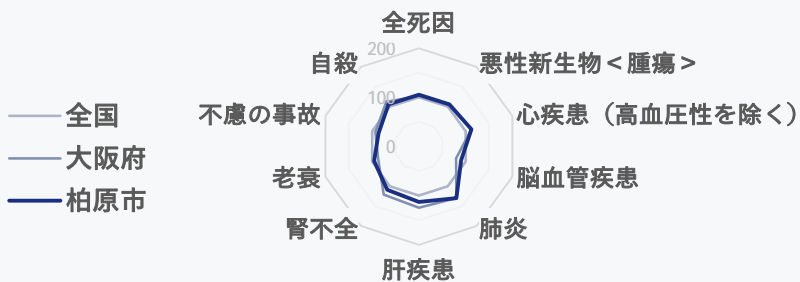 全死因
200
自殺
悪性新生物＜腫瘍＞
100
全国
不慮の事故
心疾患（高血圧性を除く）
0
大阪府
老衰
脳血管疾患
柏原市
腎不全
肺炎
肝疾患